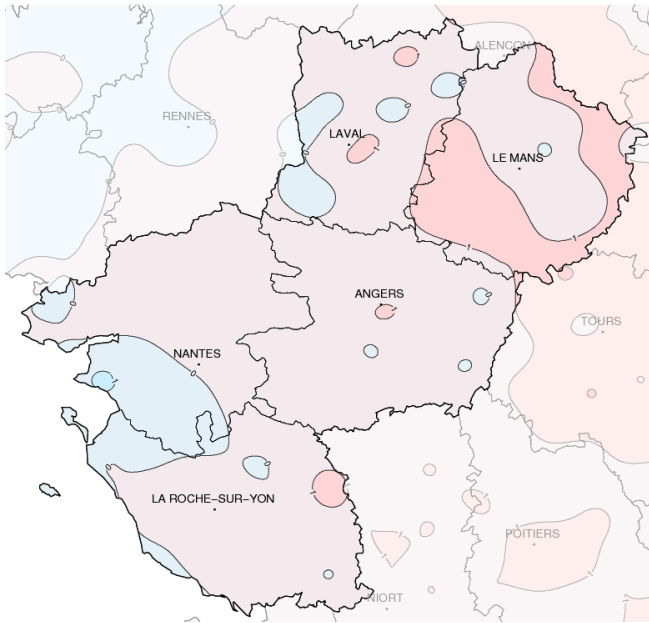 ALENCON
RENNES
LAVAL
LE MANS
ANGERS
TOURS
NANTES
LA ROCHE-SUR-YON
POITIERS
NIORT